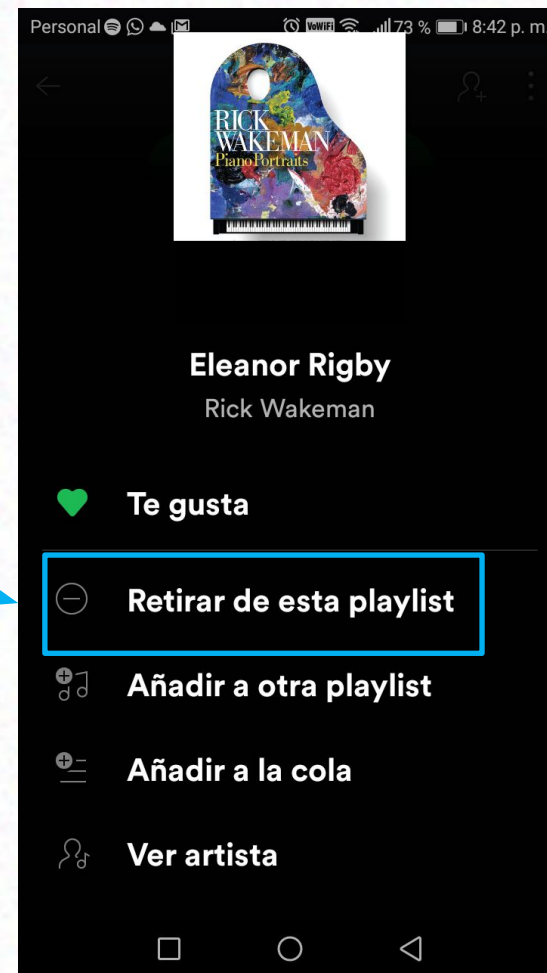 Personal
VoWiFi 73 % 8:42 p. m.
RICK
WAKEMAN
Piano Portraits
Eleanor Rigby
Rick Wakeman
Te gusta
Retirar de esta playlist
Añadir a otra playlist
Añadir a la cola
Ver artista